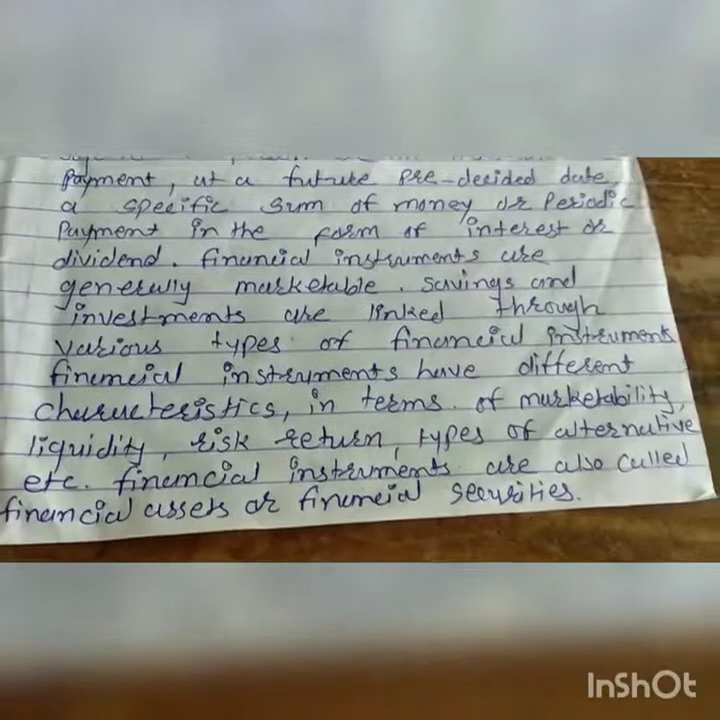 Payment, at a future pre-decided date,
a specific sum of money or Periodic
Payment in the form of interest or
dividend. financial instruments are
generally marketable. savings and
investments are linked through
various types of financial instruments
financial instruments have different
characteristics, in terms. of marketability,
liquidity, risk return, types of alternative
etc. financial instruments are also called
financial assets or financial securities.
InShOt